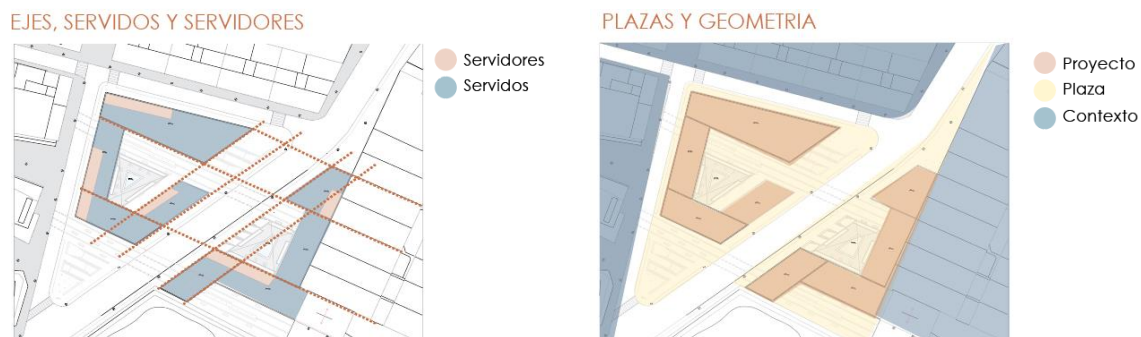 EJES, SERVIDOS Y SERVIDORES
Servidores
Servidos
PLAZAS Y GEOMETRIA
Proyecto
Plaza
Contexto